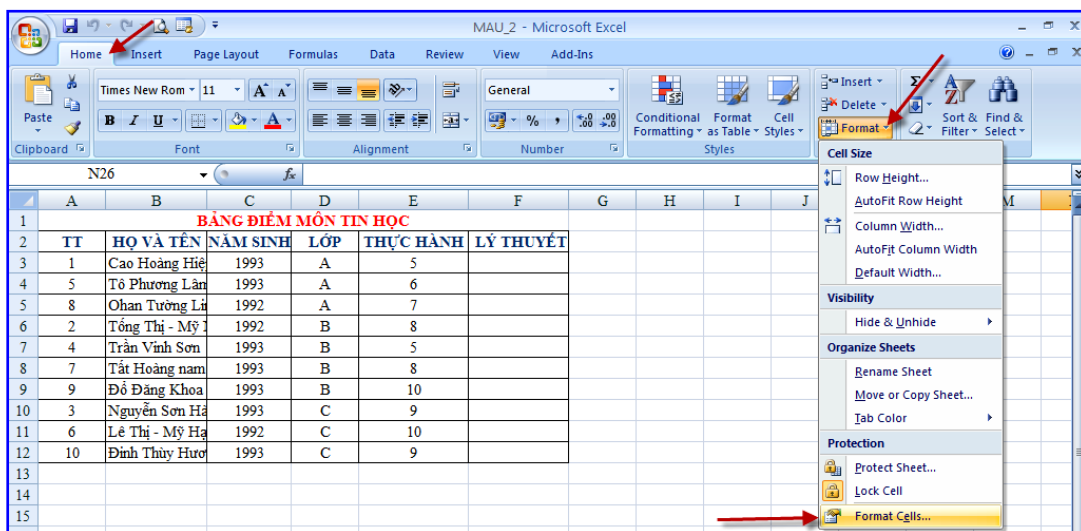 MAU_2 - Microsoft Excel
Home Insert Page Layout Formulas Data Review View Add-Ins
Paste Times New Rom 11 A A General Conditional Formatting Format as Table Cell Styles Insert Delete Format Sort & Filter Find & Select
B I U A % ,
Clipboard Font Alignment Number Styles
N26 fx
A B C D E F G H I J M
1 BẢNG ĐIỂM MÔN TIN HỌC
2 TT HỌ VÀ TÊN NĂM SINH LỚP THỰC HÀNH LÝ THUYẾT
3 1 Cao Hoàng Hiệ 1993 A 5
4 5 Tô Phương Lâm 1993 A 6
5 8 Ohan Tường Li 1992 A 7
6 2 Tống Thị - Mỹ 1992 B 8
7 4 Trần Vinh Sơn 1993 B 5
8 7 Tất Hoàng nam 1993 B 8
9 9 Đổ Đăng Khoa 1993 B 10
10 3 Nguyễn Sơn Hà 1993 C 9
11 6 Lê Thị - Mỹ Hạ 1992 C 10
12 10 Đinh Thùy Hươ 1993 C 9
13
14
15
Cell Size
Row Height...
AutoFit Row Height
Column Width...
AutoFit Column Width
Default Width...
Visibility
Hide & Unhide
Organize Sheets
Rename Sheet
Move or Copy Sheet...
Tab Color
Protection
Protect Sheet...
Lock Cell
Format Cells...